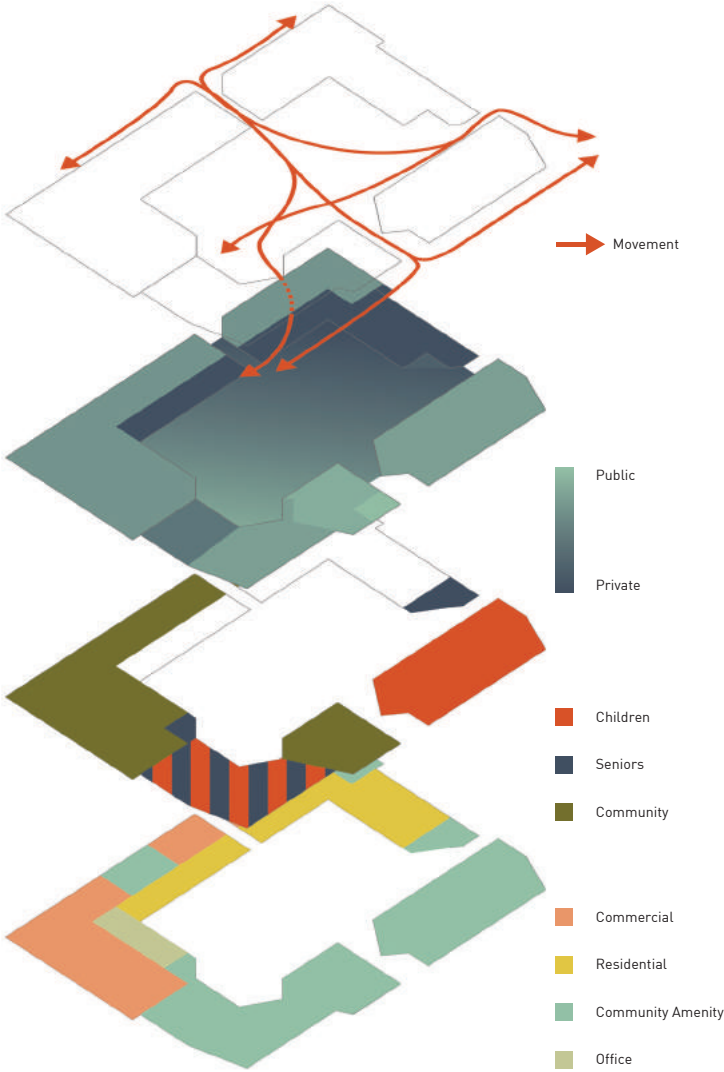 Movement
Public
Private
Children
Seniors
Community
Commercial
Residential
Community Amenity
Office